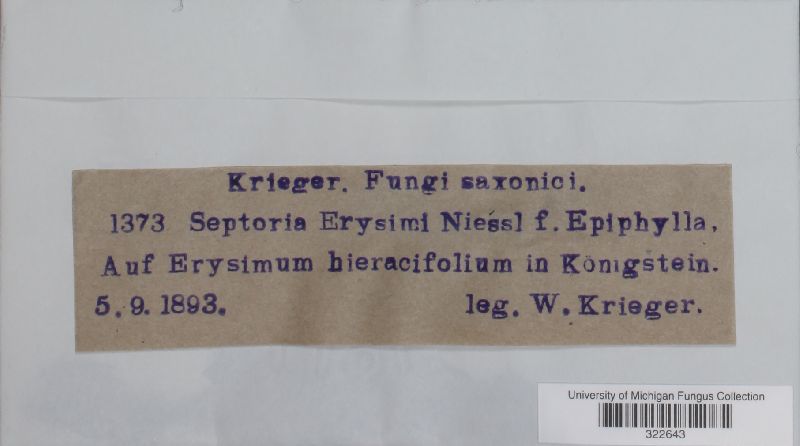 Krieger. Fungi saxonici.
1373 Septoria Erysimi Niessl f. Epiphylla,
Auf Erysimum hieracifolium in Königstein.
5. 9. 1893. leg. W. Krieger.
University of Michigan Fungus Collection
322643